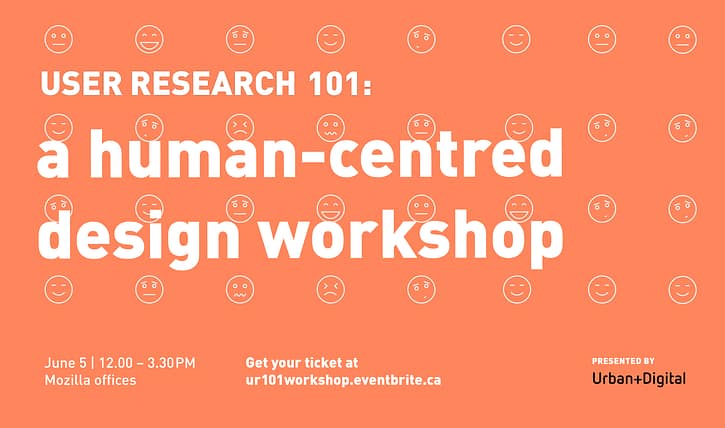 USER RESEARCH 101:
a human-centred
design workshop
June 5 | 12.00 – 3.30PM
Mozilla offices
Get your ticket at
ur101workshop.eventbrite.ca
PRESENTED BY
Urban+Digital